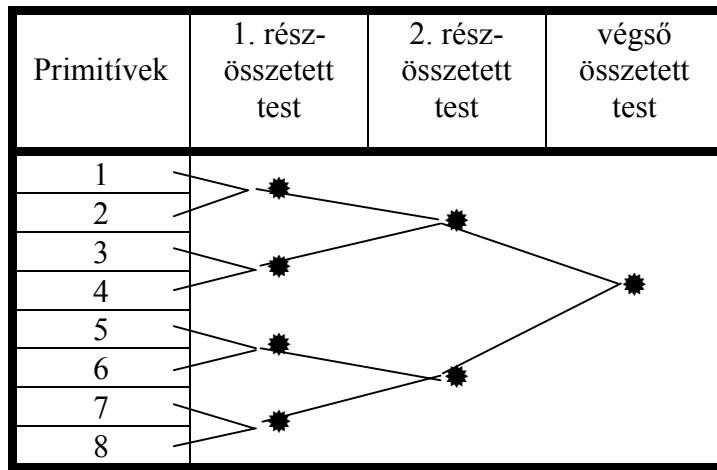 Primitívek
1. rész-
összetett
test
2. rész-
összetett
test
végső
összetett
test
1
2
3
4
5
6
7
8